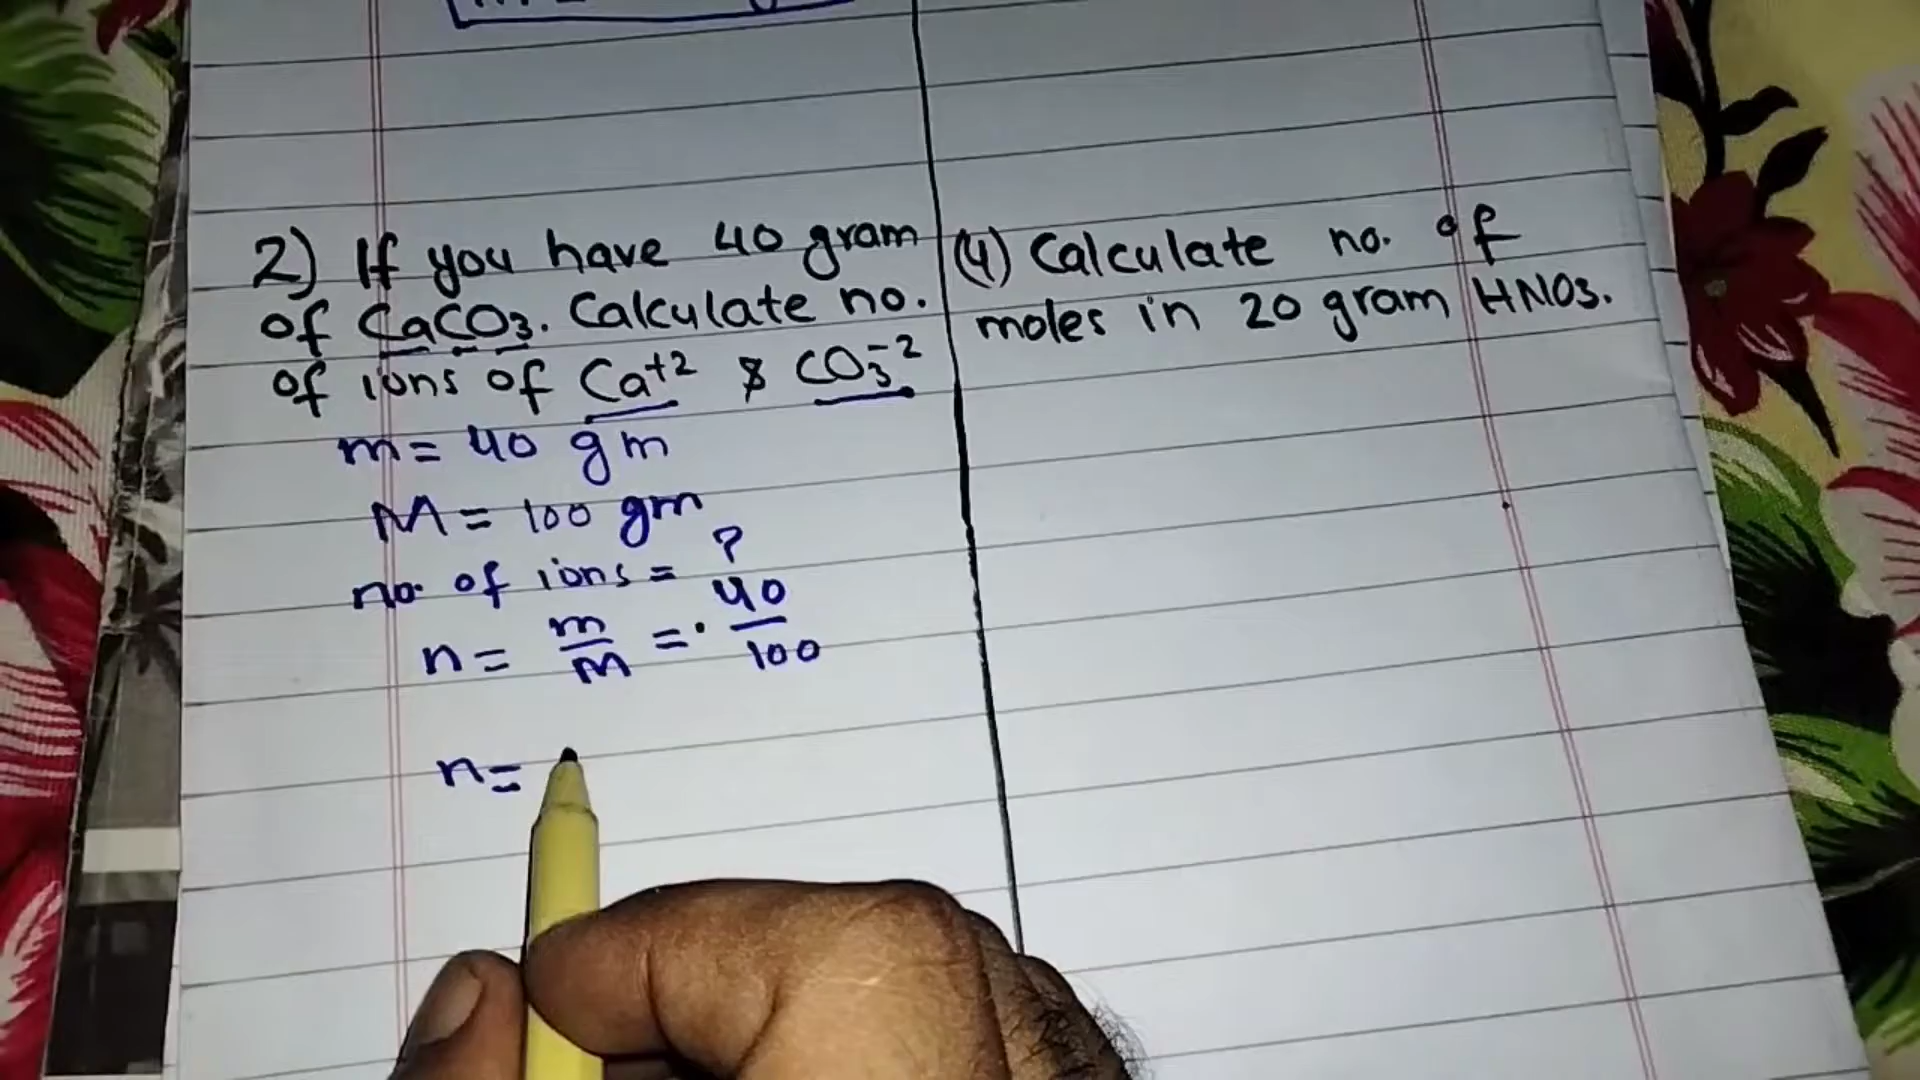 2) If you have 40 gram
of CaCO3. Calculate no.
of ions of Ca+2 & CO3-2
m= 40 gm
M= 100 gm
no. of ions = ?
n= m/M = 40/100
n=
(4) Calculate no. of
moles in 20 gram HNO3.